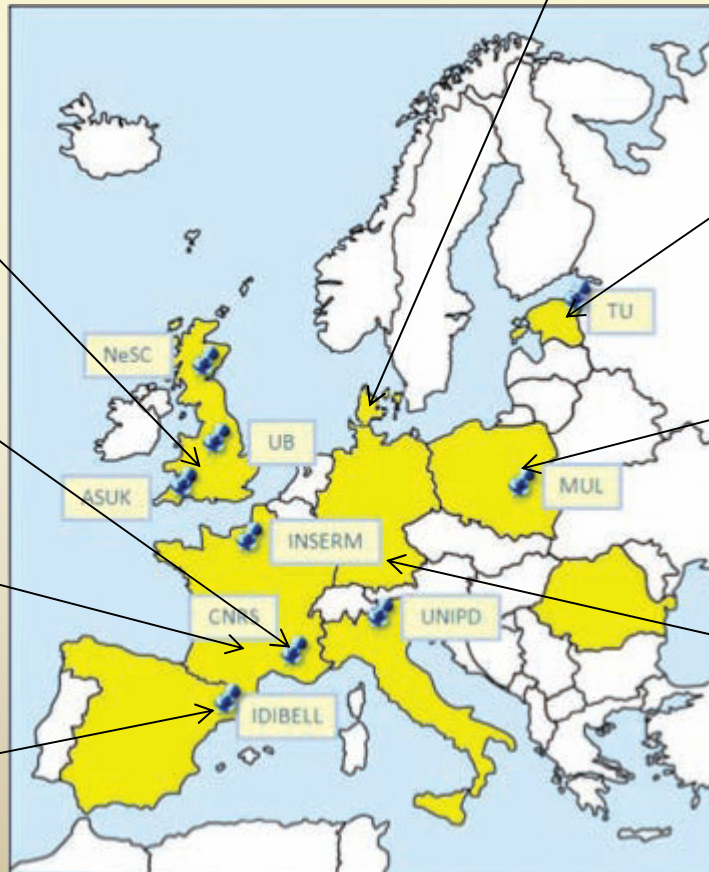 TU
NeSC
UB
ASUK
MUL
INSERM
CNRS
UNIPD
IDIBELL